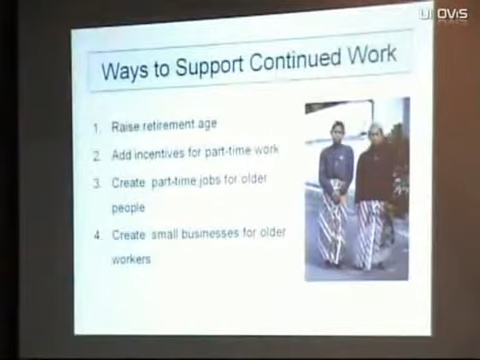 Ways to Support Continued Work
1. Raise retirement age
2. Add incentives for part-time work
3. Create part-time jobs for older
people
4. Create small businesses for older
workers